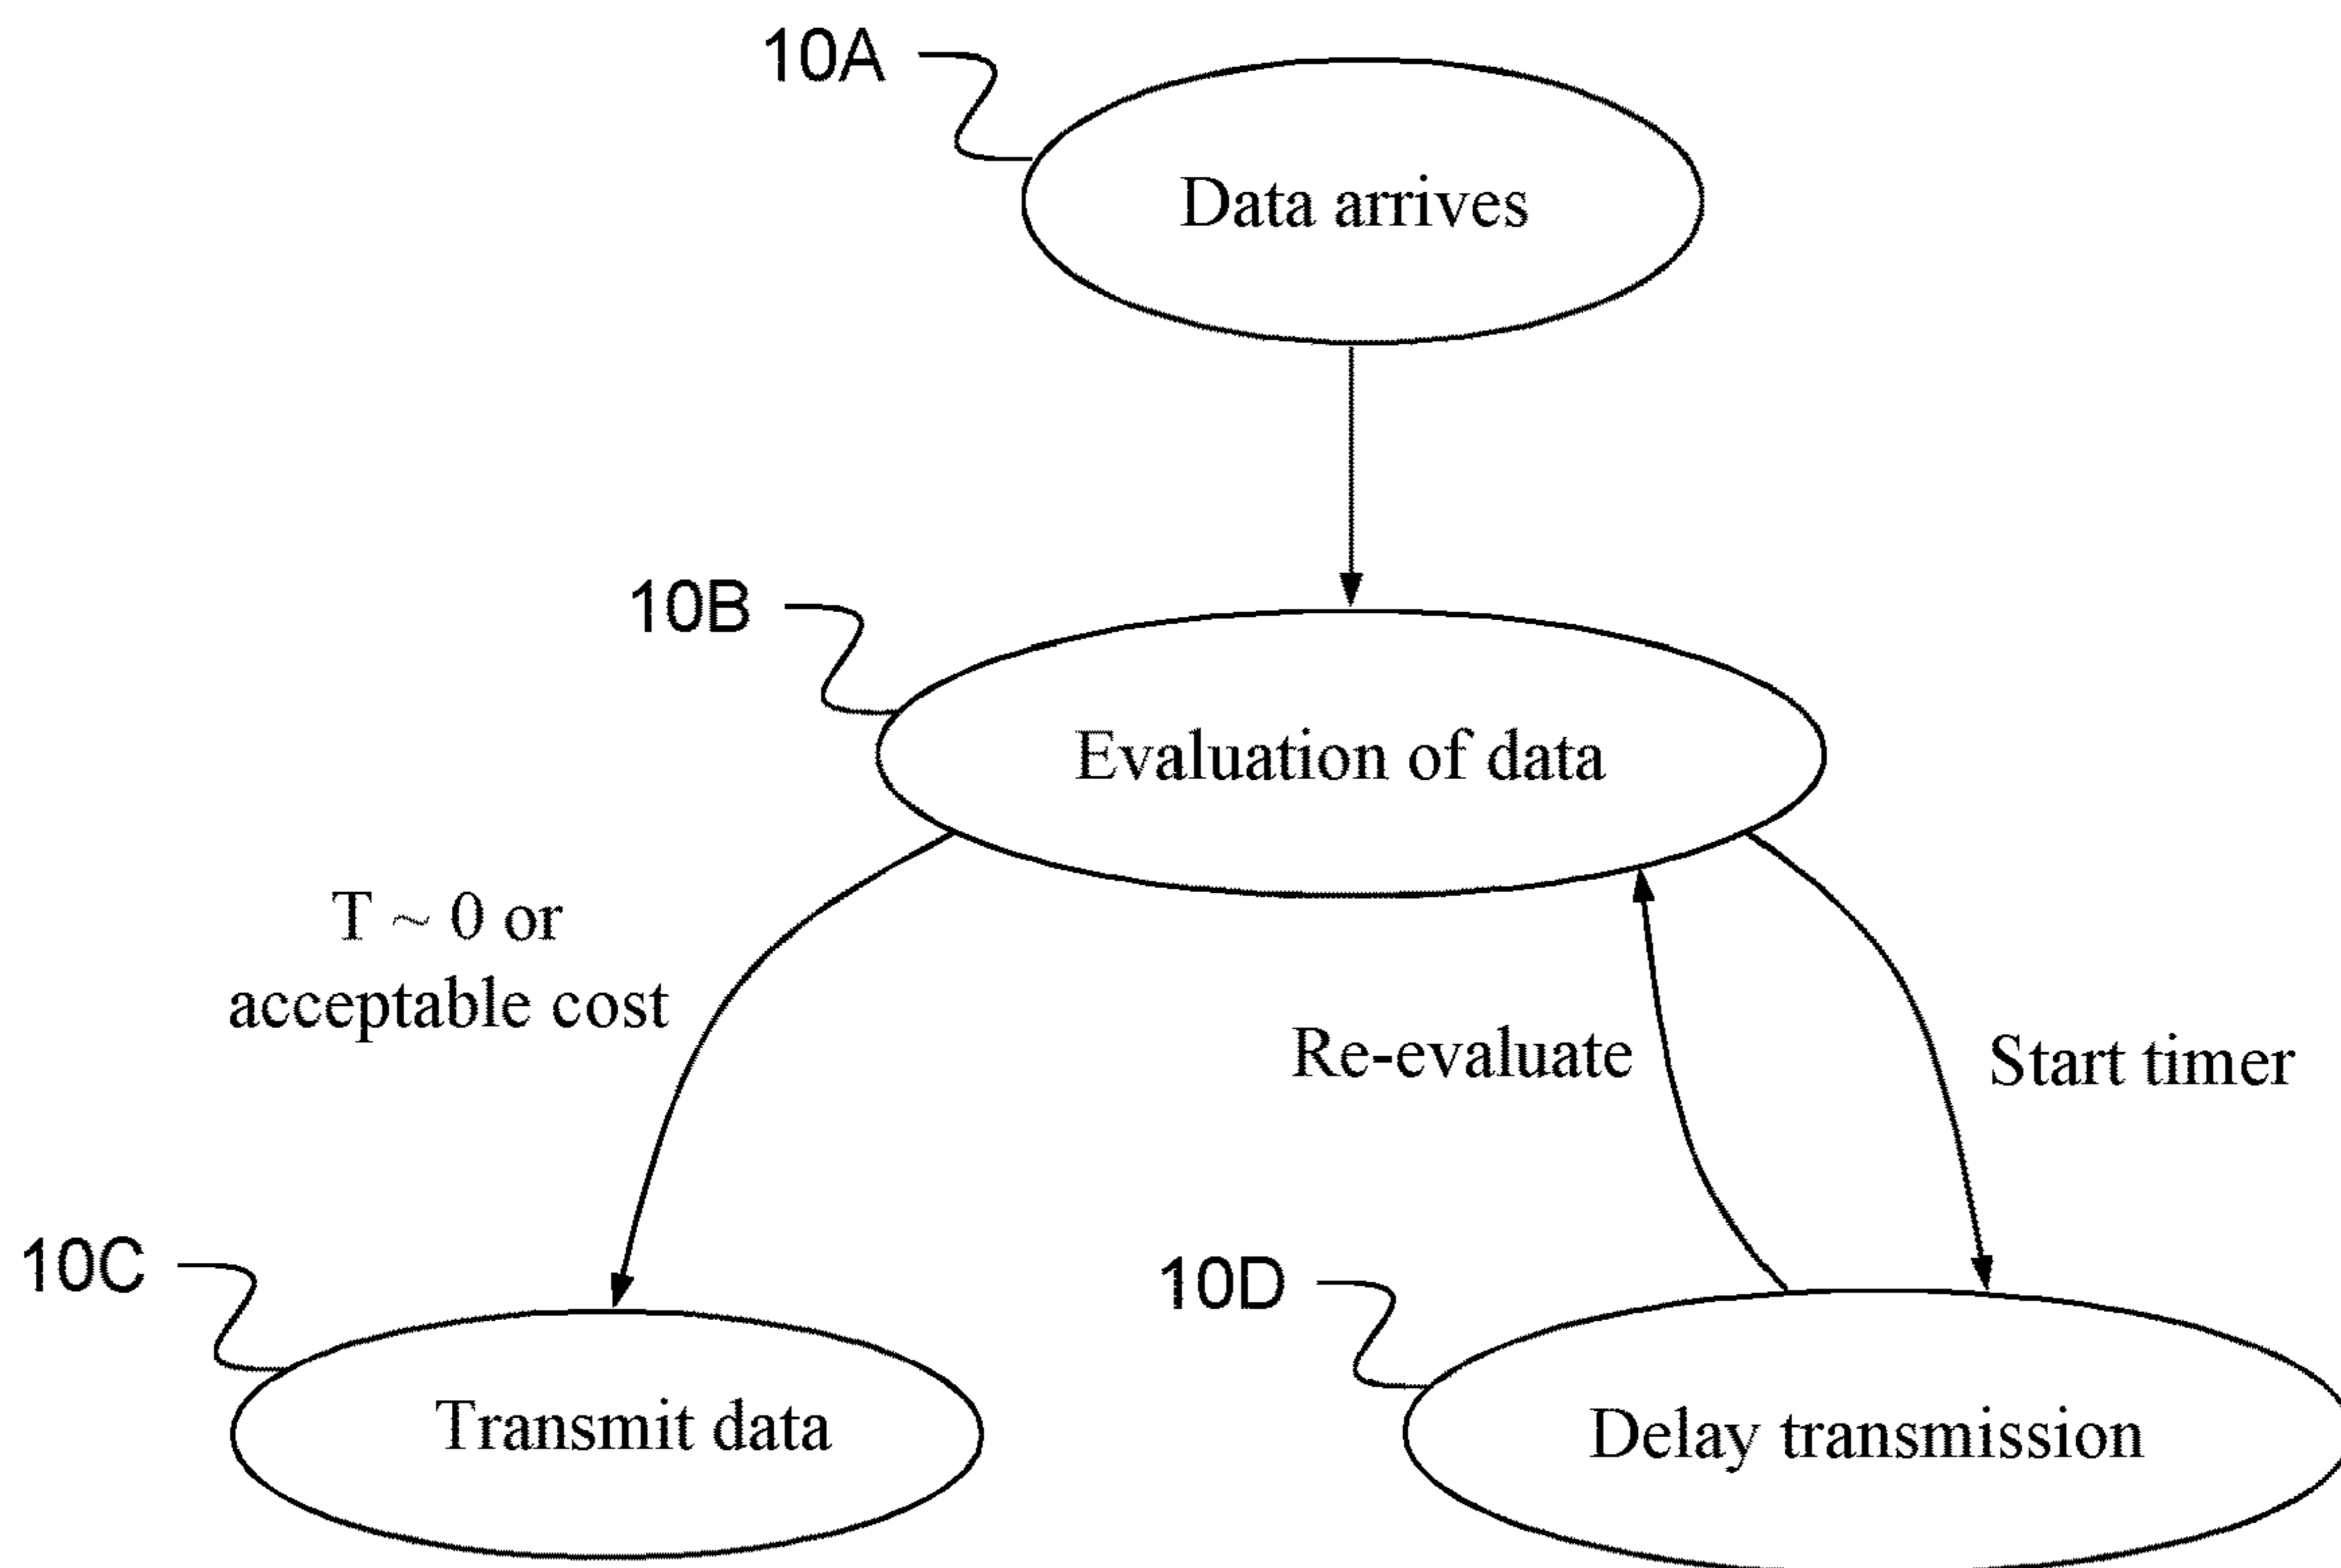 10A
Data arrives
10B
Evaluation of data
T ~ 0 or
acceptable cost
Re-evaluate
Start timer
10C
Transmit data
10D
Delay transmission